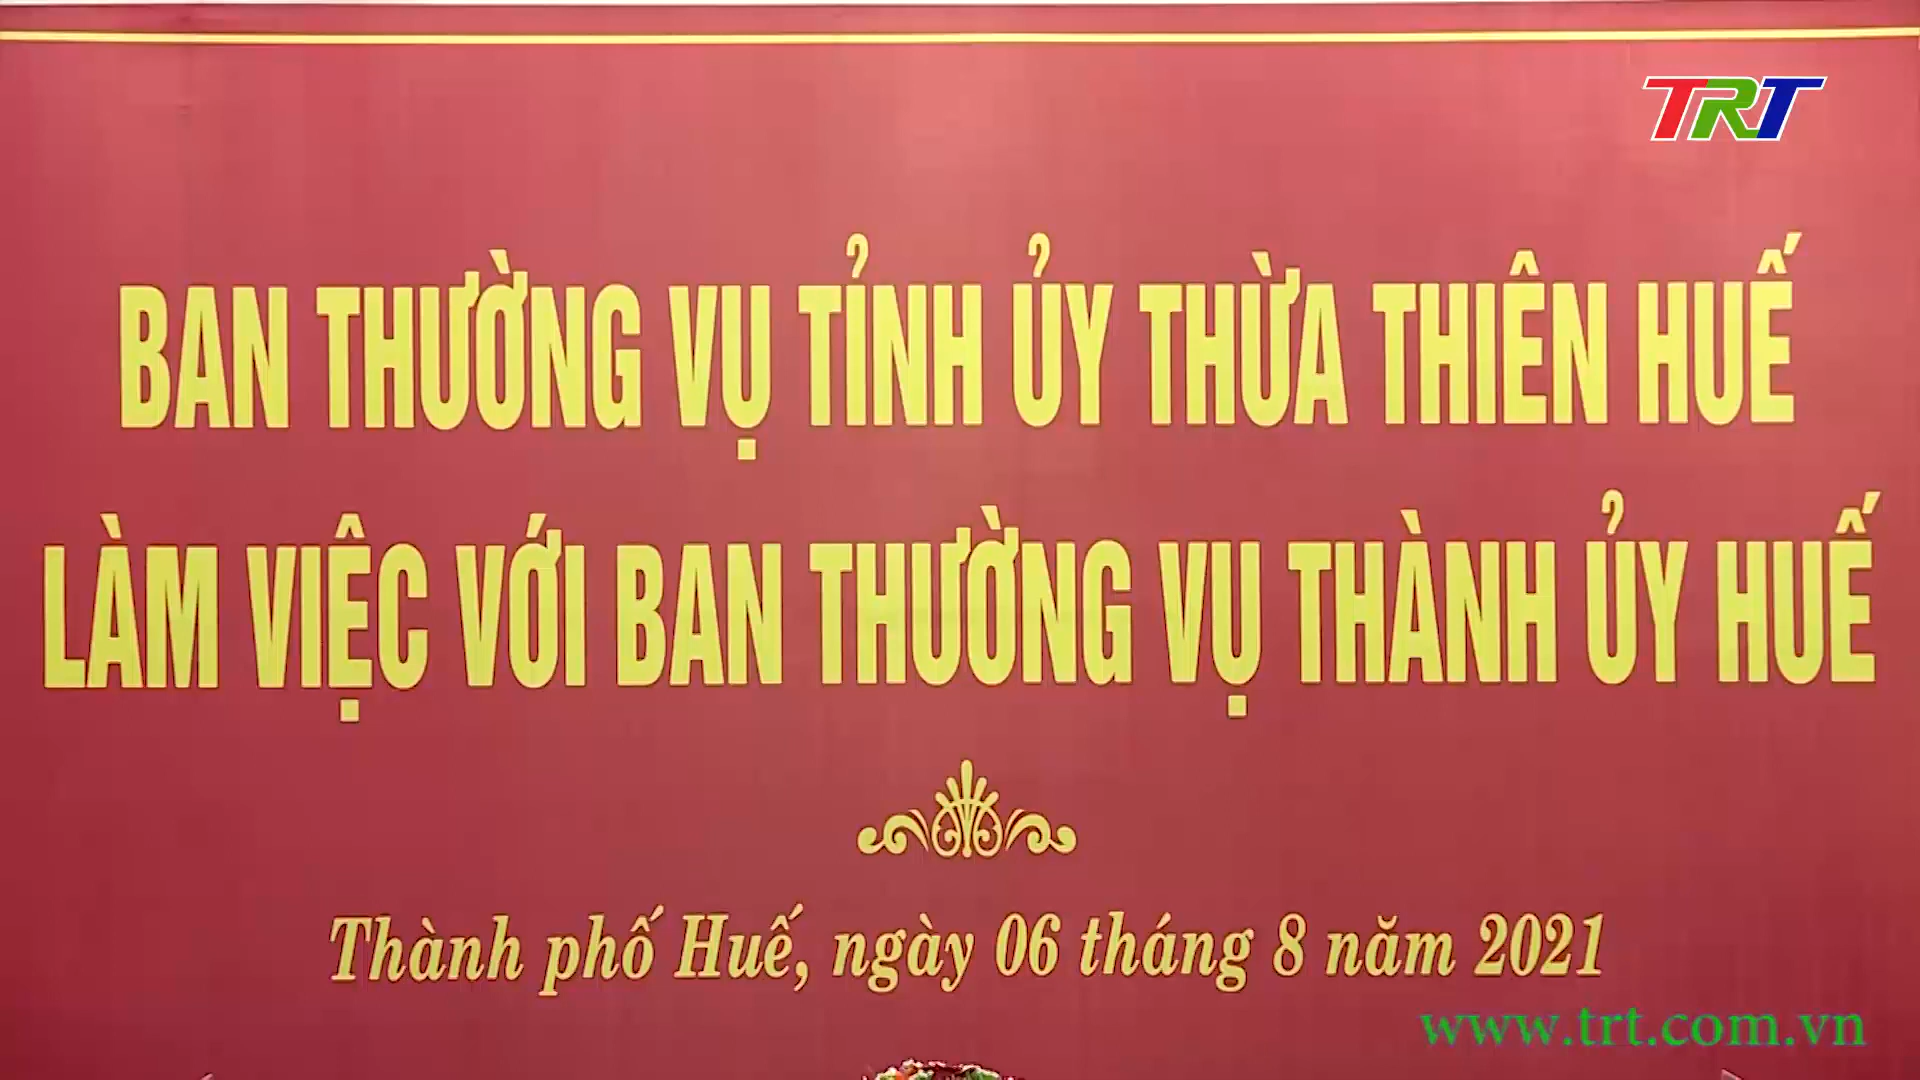 TRT
BAN THƯỜNG VỤ TỈNH ỦY THỪA THIÊN HUẾ
LÀM VIỆC VỚI BAN THƯỜNG VỤ THÀNH ỦY HUẾ
Thành phố Huế, ngày 06 tháng 8 năm 2021
www.trt.com.vn